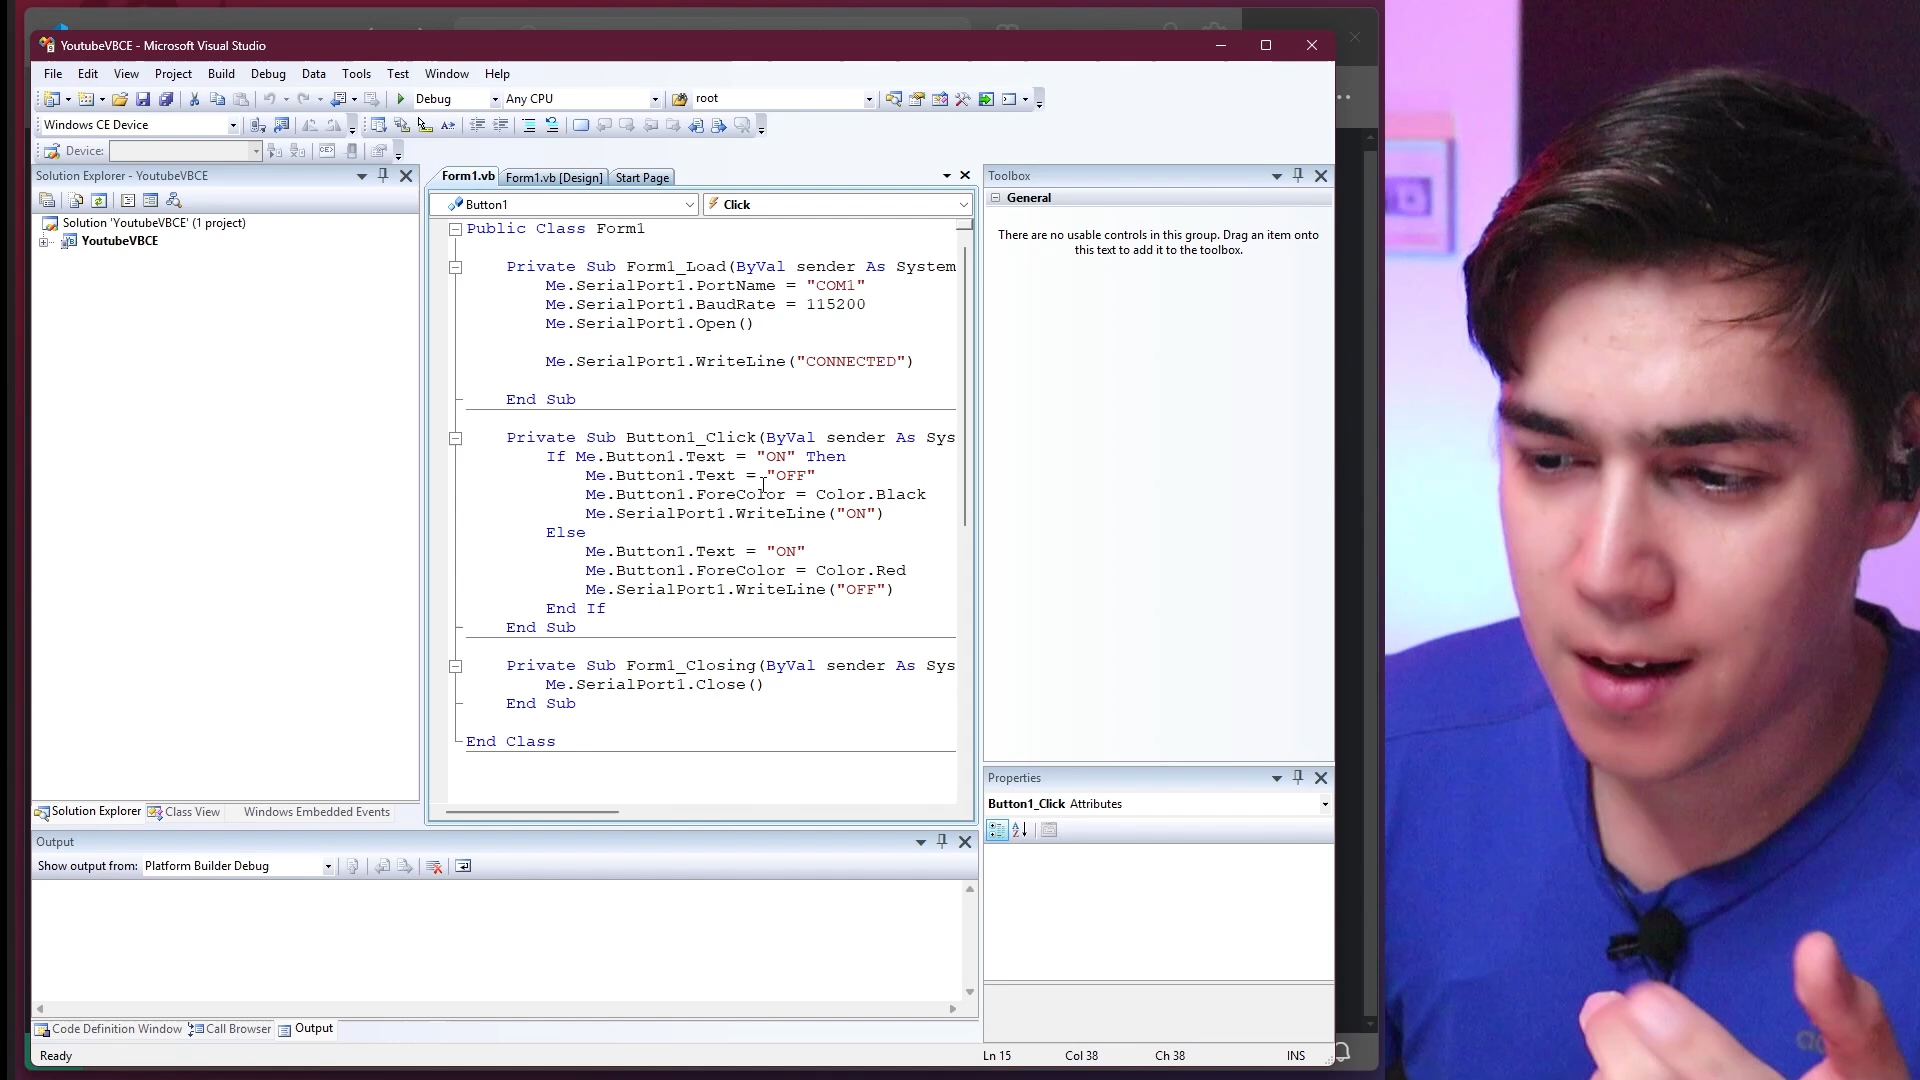 YoutubeVBCE - Microsoft Visual Studio
File Edit View Project Build Debug Data Tools Test Window Help
Debug Any CPU root
Windows CE Device
Device:
Solution Explorer - YoutubeVBCE
Solution 'YoutubeVBCE' (1 project)
YoutubeVBCE
Solution Explorer Class View Windows Embedded Events
Form1.vb Form1.vb [Design] Start Page
Button1 Click
Public Class Form1
Private Sub Form1_Load(ByVal sender As System
Me.SerialPort1.PortName = "COM1"
Me.SerialPort1.BaudRate = 115200
Me.SerialPort1.Open()
Me.SerialPort1.WriteLine("CONNECTED")
End Sub
Private Sub Button1_Click(ByVal sender As Sys
If Me.Button1.Text = "ON" Then
Me.Button1.Text = "OFF"
Me.Button1.ForeColor = Color.Black
Me.SerialPort1.WriteLine("ON")
Else
Me.Button1.Text = "ON"
Me.Button1.ForeColor = Color.Red
Me.SerialPort1.WriteLine("OFF")
End If
End Sub
Private Sub Form1_Closing(ByVal sender As Sys
Me.SerialPort1.Close()
End Sub
End Class
Toolbox
General
There are no usable controls in this group. Drag an item onto
this text to add it to the toolbox.
Properties
Button1_Click Attributes
Output
Show output from: Platform Builder Debug
Code Definition Window Call Browser Output
Ready Ln 15 Col 38 Ch 38 INS